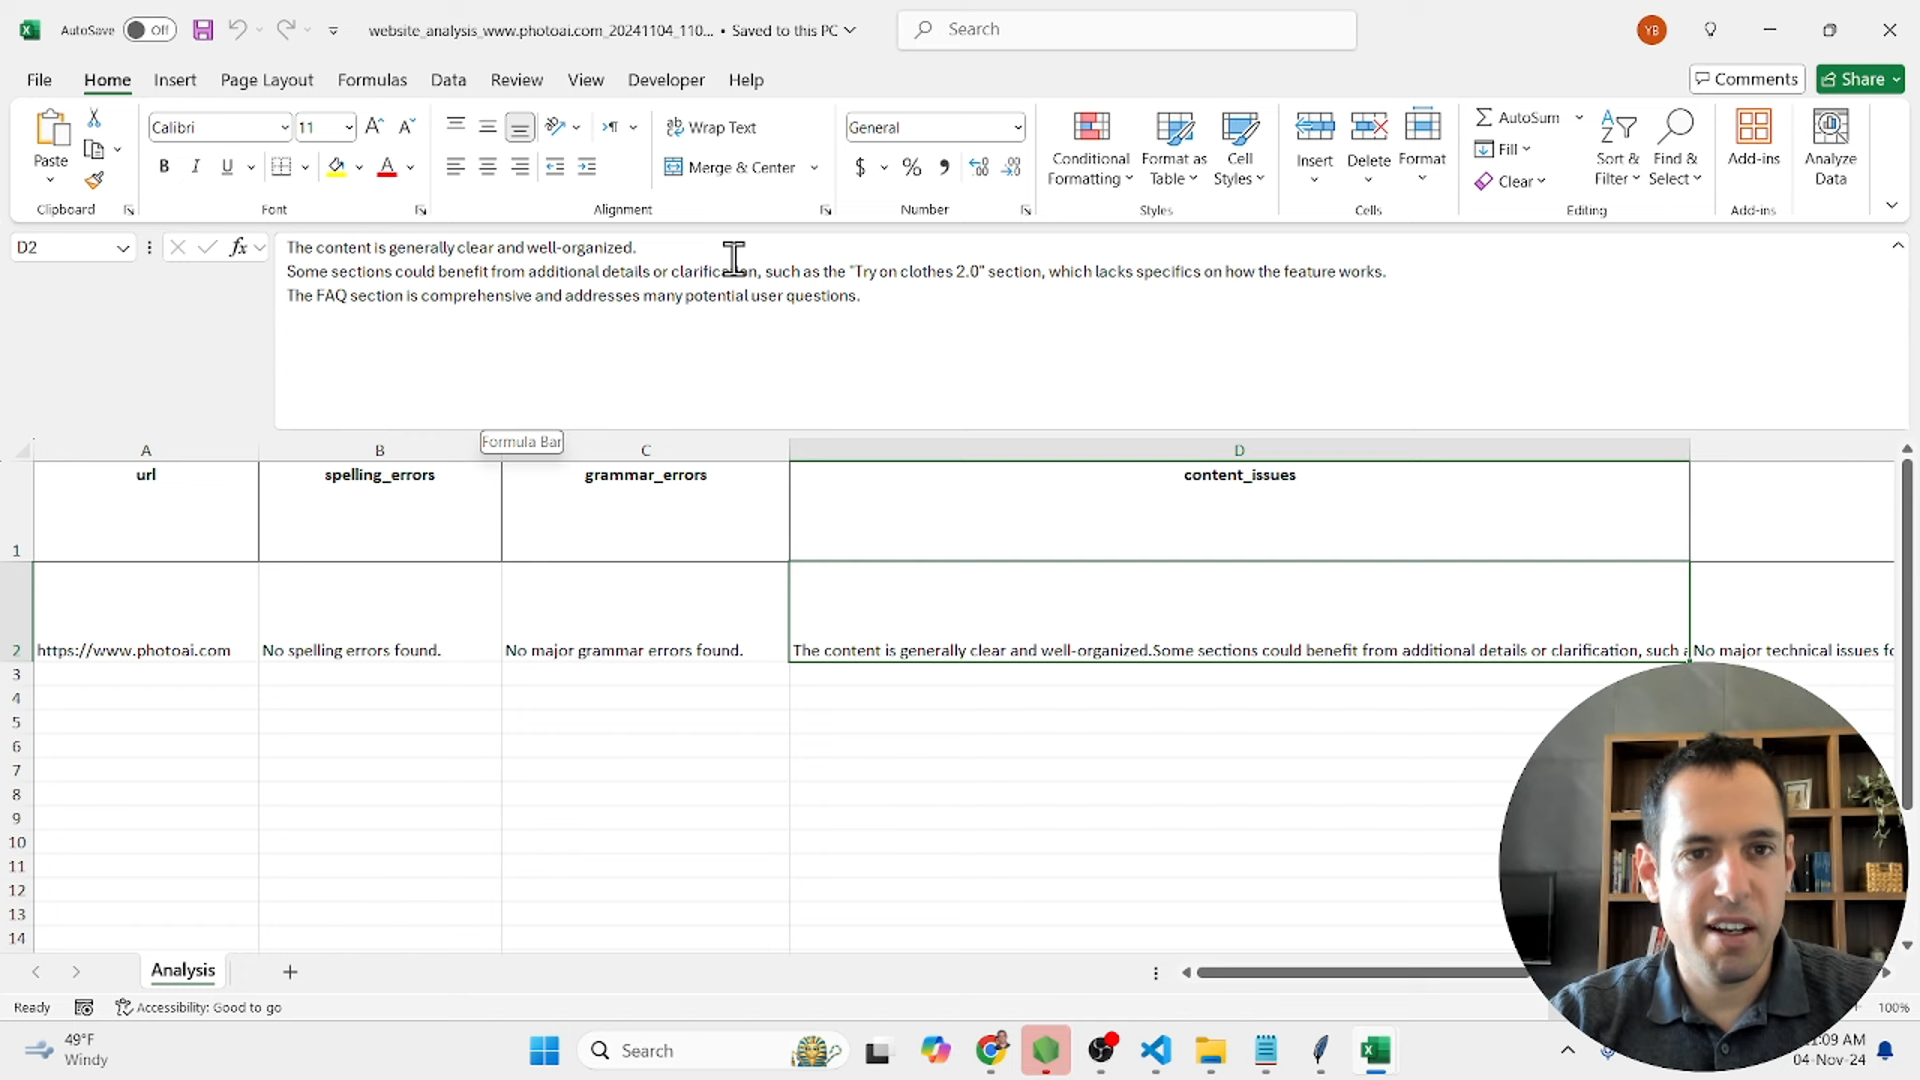 AutoSave
Off
website_analysis_www.photoai.com_20241104_110... • Saved to this PC
Search
YB
File
Home
Insert
Page Layout
Formulas
Data
Review
View
Developer
Help
Comments
Share
Paste
Clipboard
Calibri
11
B I U
Font
Wrap Text
Merge & Center
Alignment
General
$ % ,
Number
Conditional
Formatting
Format as
Table
Cell
Styles
Styles
Insert
Delete
Format
Cells
AutoSum
Fill
Clear
Sort &
Filter
Find &
Select
Editing
Add-ins
Add-ins
Analyze
Data
D2
fx
The content is generally clear and well-organized.
Some sections could benefit from additional details or clarification, such as the "Try on clothes 2.0" section, which lacks specifics on how the feature works.
The FAQ section is comprehensive and addresses many potential user questions.
Formula Bar
A B C D
url spelling_errors grammar_errors content_issues
1
2 https://www.photoai.com No spelling errors found. No major grammar errors found. The content is generally clear and well-organized.Some sections could benefit from additional details or clarification, such a No major technical issues fo
3
4
5
6
7
8
9
10
11
12
13
14
Analysis
Ready
Accessibility: Good to go
100%
49°F
Windy
Search
:09 AM
04-Nov-24